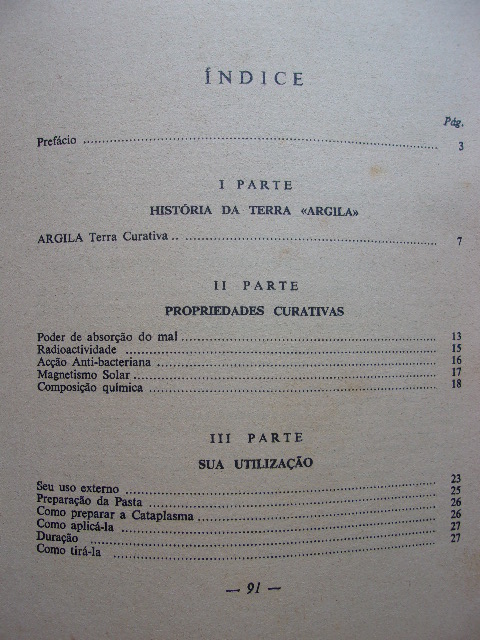 ÍNDICE
Pág.
Prefácio ........ 3
I PARTE
HISTÓRIA DA TERRA «ARGILA»
ARGILA Terra Curativa .. ........ 7
II PARTE
PROPRIEDADES CURATIVAS
Poder de absorção do mal ........ 13
Radioactividade ........ 15
Acção Anti-bacteriana ........ 16
Magnetismo Solar ........ 17
Composição química ........ 18
III PARTE
SUA UTILIZAÇÃO
Seu uso externo ........ 23
Preparação da Pasta ........ 25
Como preparar a Cataplasma ........ 26
Como aplicá-la ........ 26
Duração ........ 27
Como tirá-la ........ 27
— 91 —